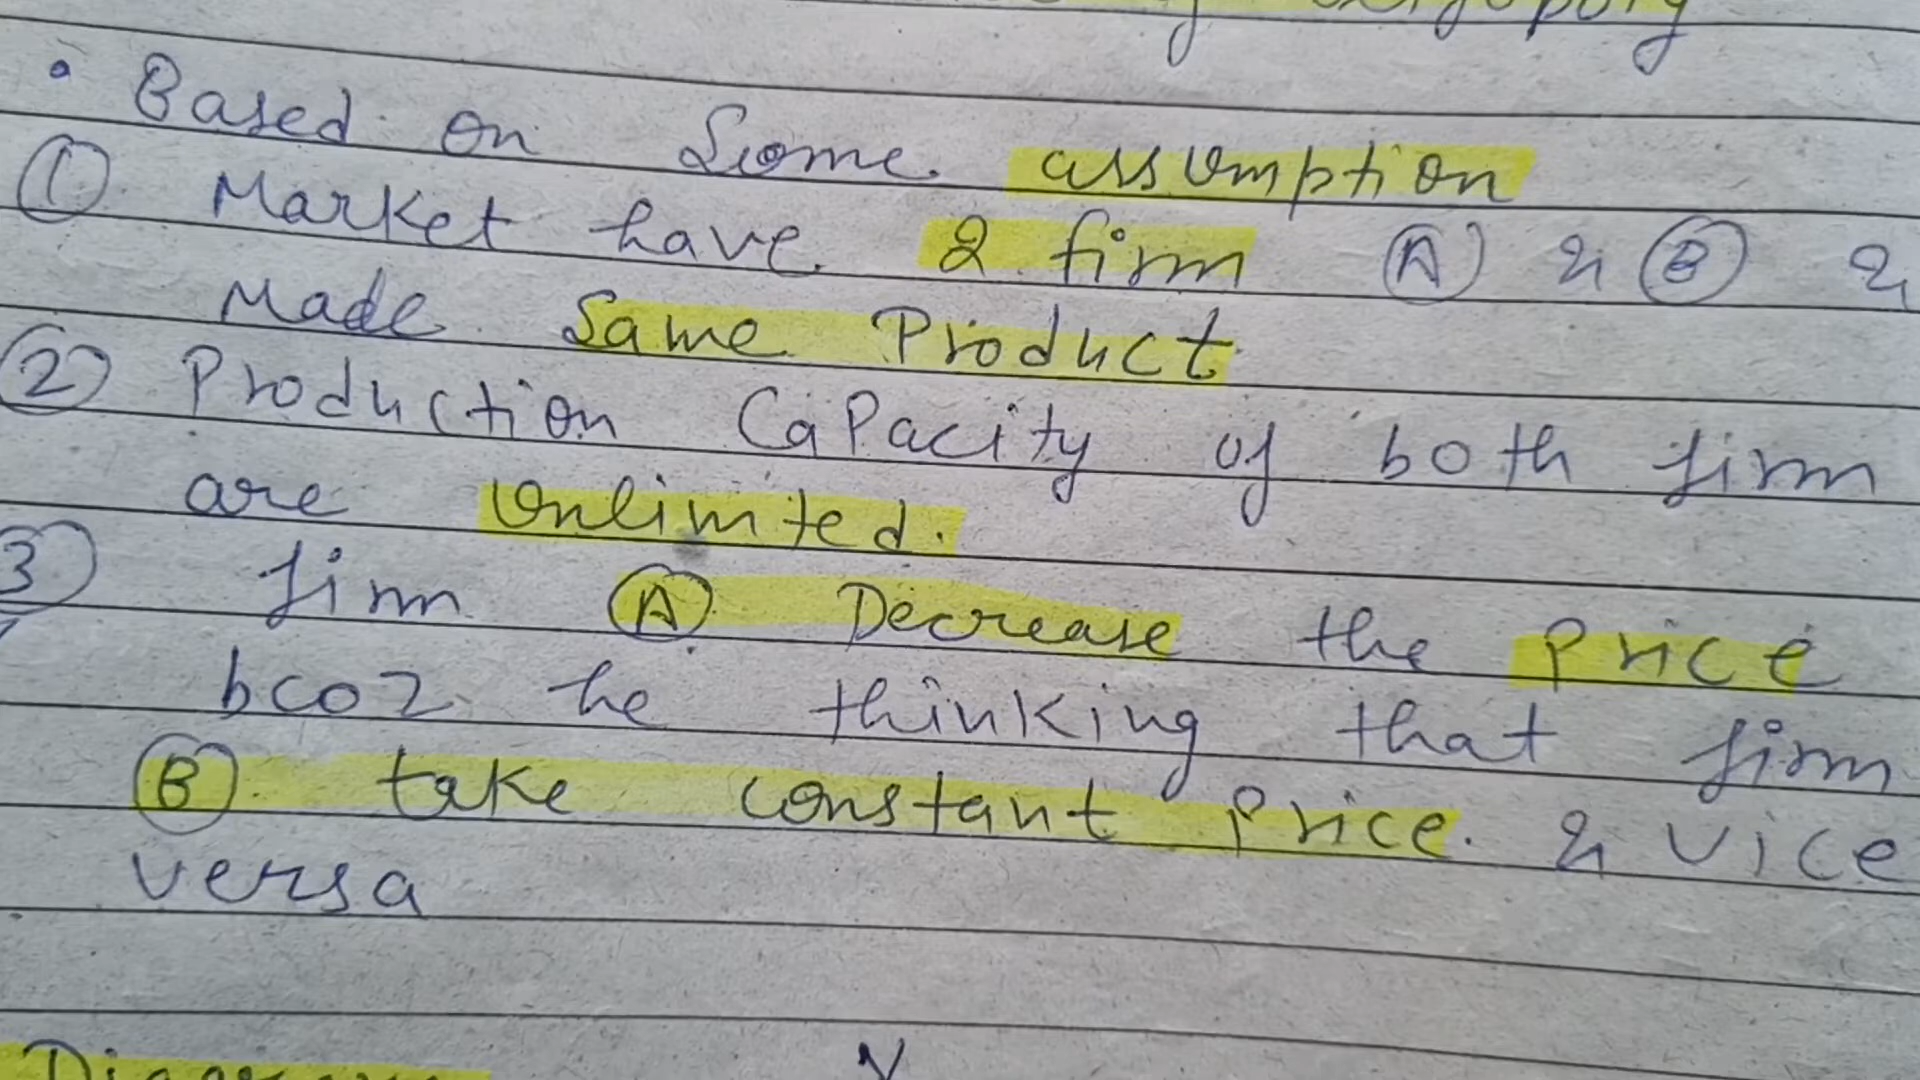 oligopoly
• Based on Some assumption
① Market have 2 firm Ⓐ & Ⓑ &
Made Same Product
② Production Capacity of both firm
are Unlimited.
③ firm Ⓐ Decrease the Price
bcoz he thinking that firm
Ⓑ take constant Price. & vice
versa